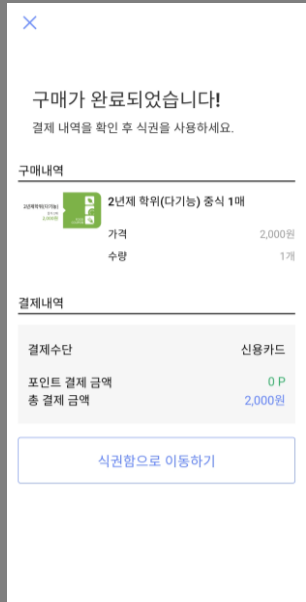 구매가 완료되었습니다!
결제 내역을 확인 후 식권을 사용하세요.
구매내역
2년제 학위(다기능) 중식 1매
가격 2,000원
수량 1개
결제내역
결제수단 신용카드
포인트 결제 금액 0 P
총 결제 금액 2,000원
식권함으로 이동하기